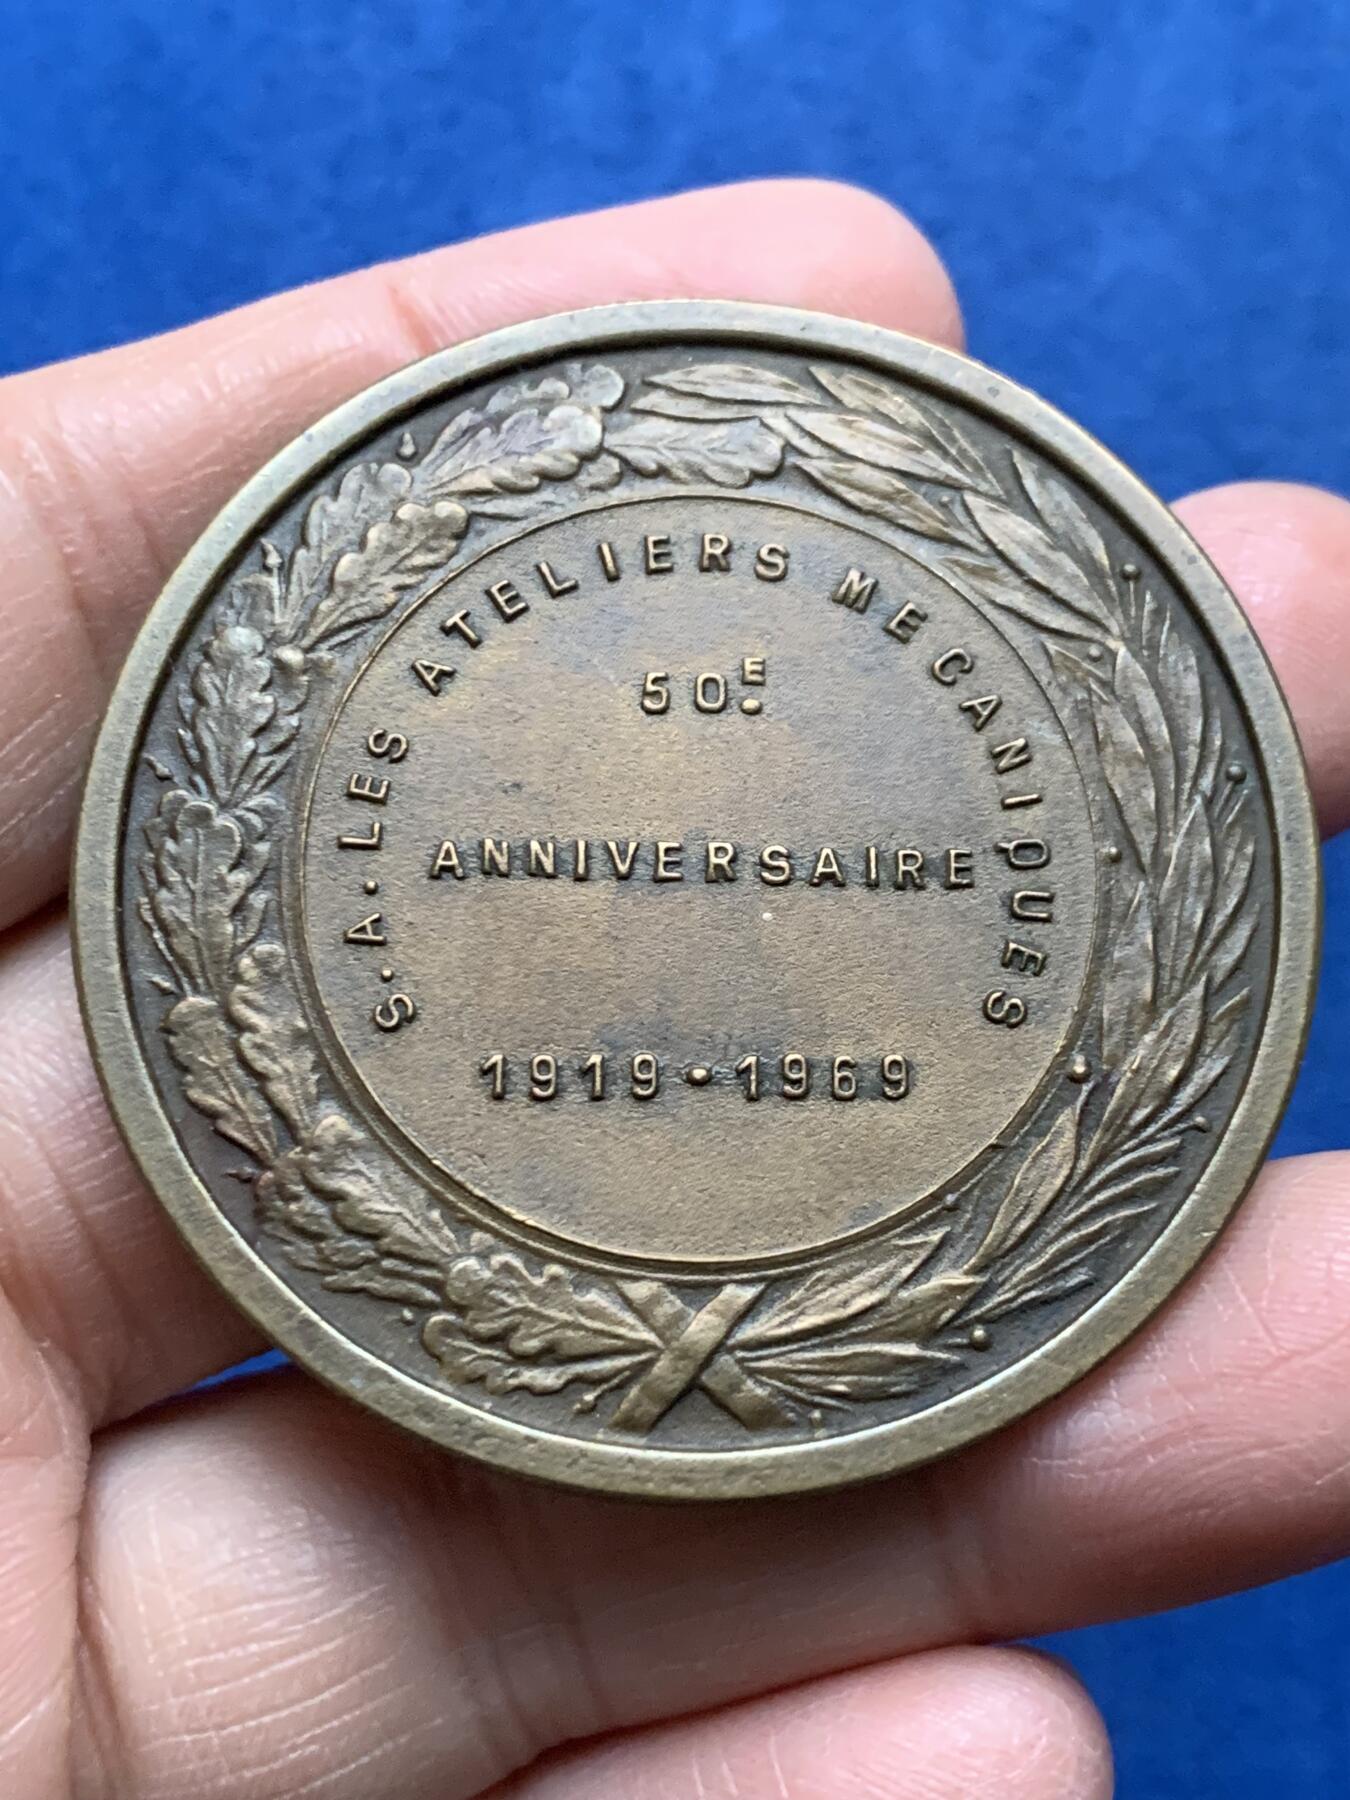 S.A. LES ATELIERS MECANIQUES
50E
ANNIVERSAIRE
1919•1969